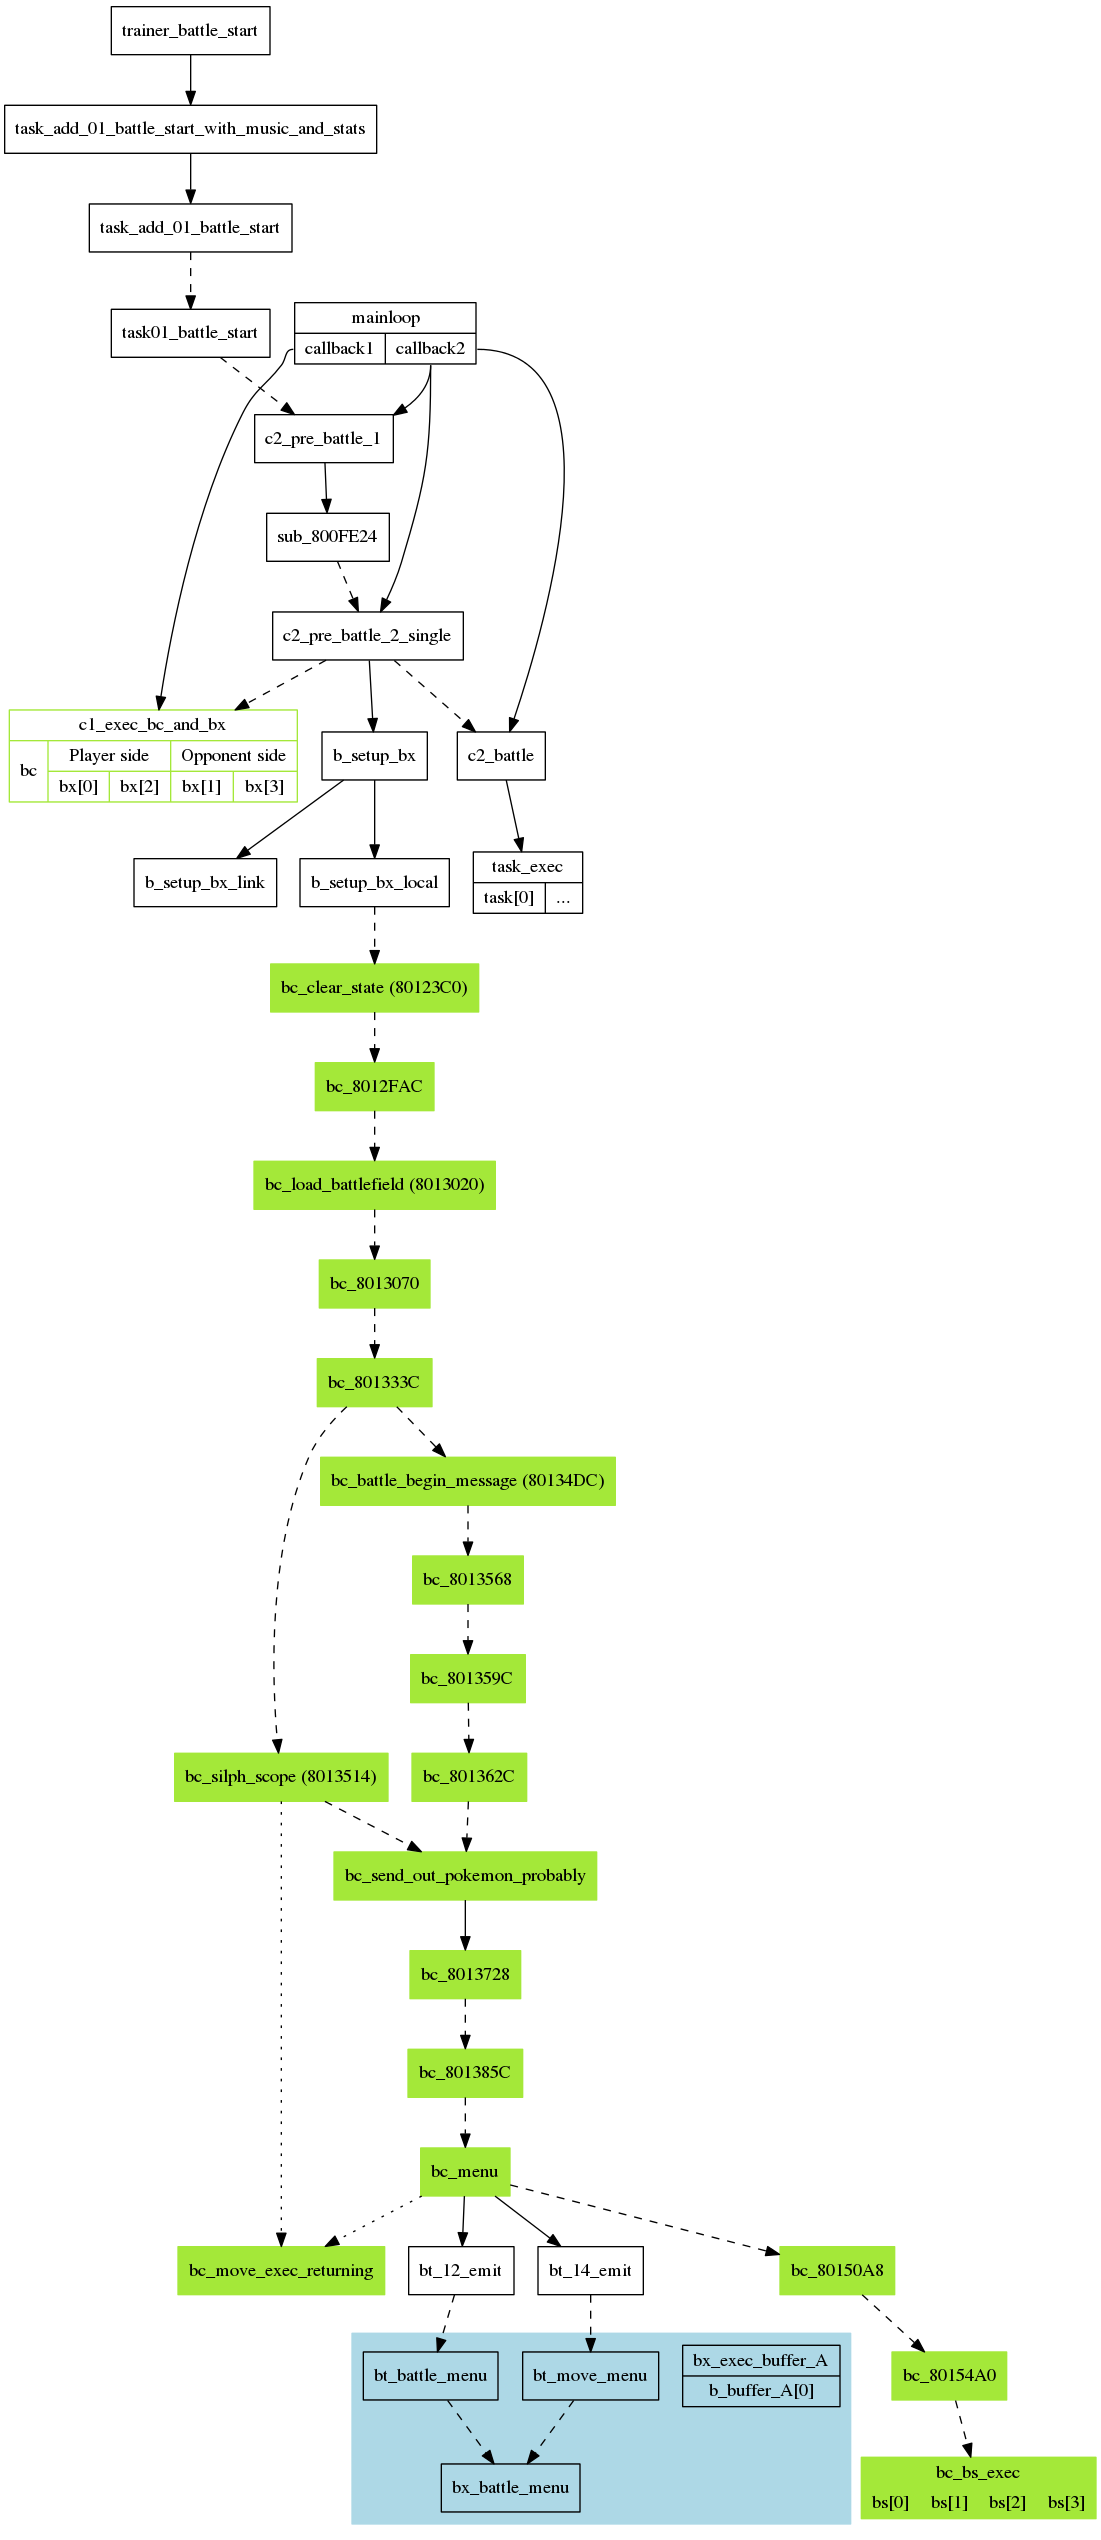 trainer_battle_start
task_add_01_battle_start_with_music_and_stats
task_add_01_battle_start
task01_battle_start
mainloop
callback1 callback2
c2_pre_battle_1
sub_800FE24
c2_pre_battle_2_single
c1_exec_bc_and_bx
bc
Player side Opponent side
bx[0] bx[2] bx[1] bx[3]
b_setup_bx
c2_battle
b_setup_bx_link
b_setup_bx_local
task_exec
task[0] ...
bc_clear_state (80123C0)
bc_8012FAC
bc_load_battlefield (8013020)
bc_8013070
bc_801333C
bc_battle_begin_message (80134DC)
bc_8013568
bc_801359C
bc_silph_scope (8013514)
bc_801362C
bc_send_out_pokemon_probably
bc_8013728
bc_801385C
bc_menu
bc_move_exec_returning
bt_12_emit
bt_14_emit
bc_80150A8
bt_battle_menu
bt_move_menu
bx_exec_buffer_A
b_buffer_A[0]
bc_80154A0
bx_battle_menu
bc_bs_exec
bs[0] bs[1] bs[2] bs[3]